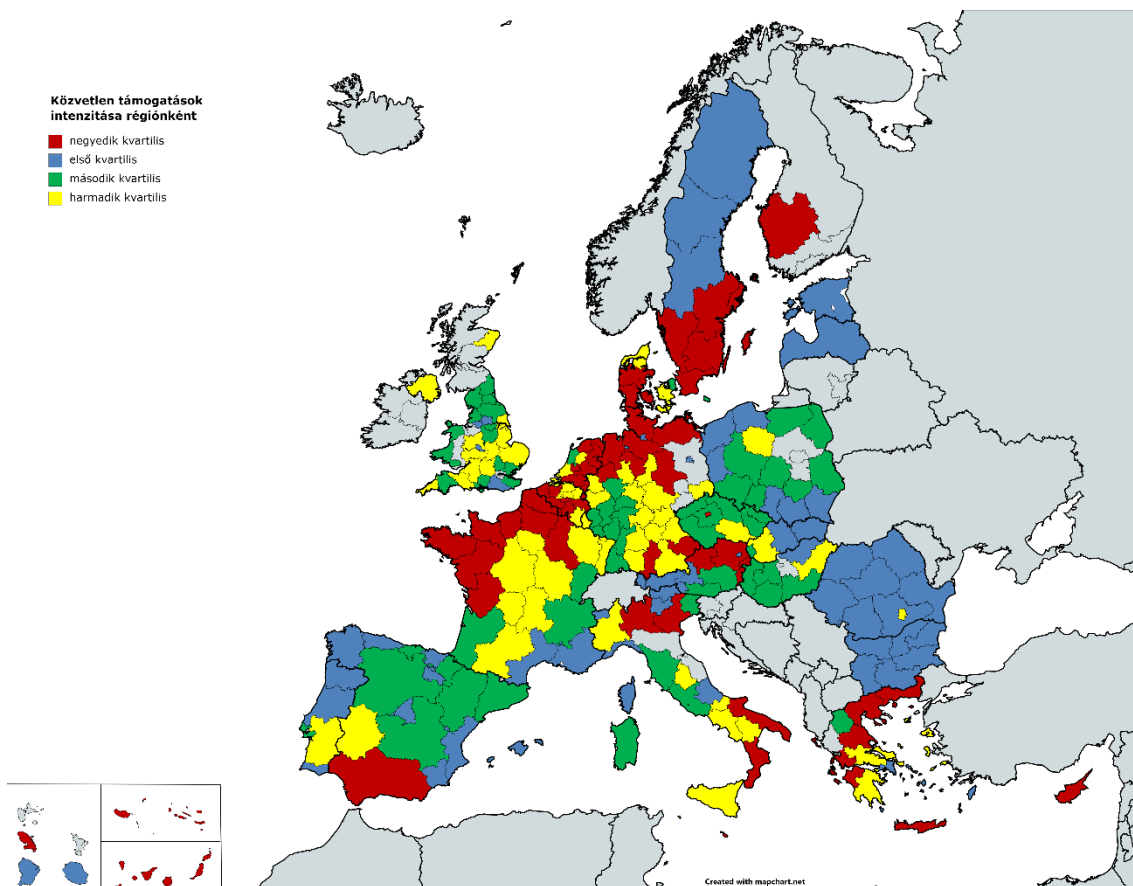 Közvetlen támogatások
intenzitása régiónként
negyedik kvartilis
első kvartilis
második kvartilis
harmadik kvartilis
Created with mapchart.net